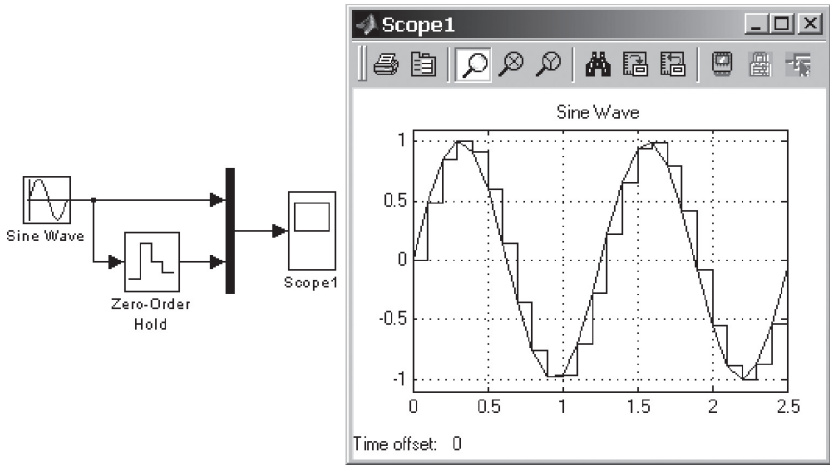 Scope1
Sine Wave
1
0.5
0
-0.5
-1
0 0.5 1 1.5 2 2.5
Time offset: 0
Sine Wave
Zero-Order
Hold
Scope1